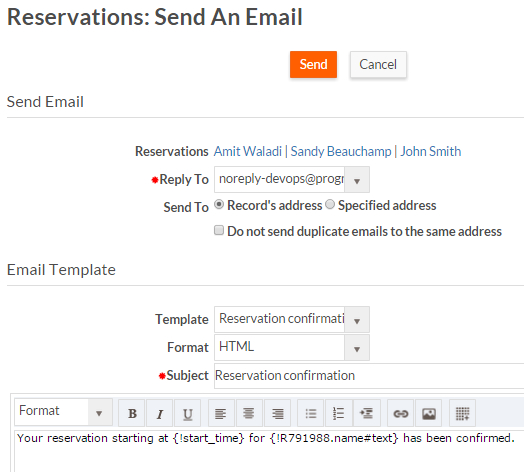 Reservations: Send An Email
Send Cancel
Send Email
Reservations Amit Waladi | Sandy Beauchamp | John Smith
*Reply To noreply-devops@progr
Send To Record's address Specified address
Do not send duplicate emails to the same address
Email Template
Template Reservation confirmati
Format HTML
*Subject Reservation confirmation
Format B I U
Your reservation starting at {!start_time} for {!R791988.name#text} has been confirmed.